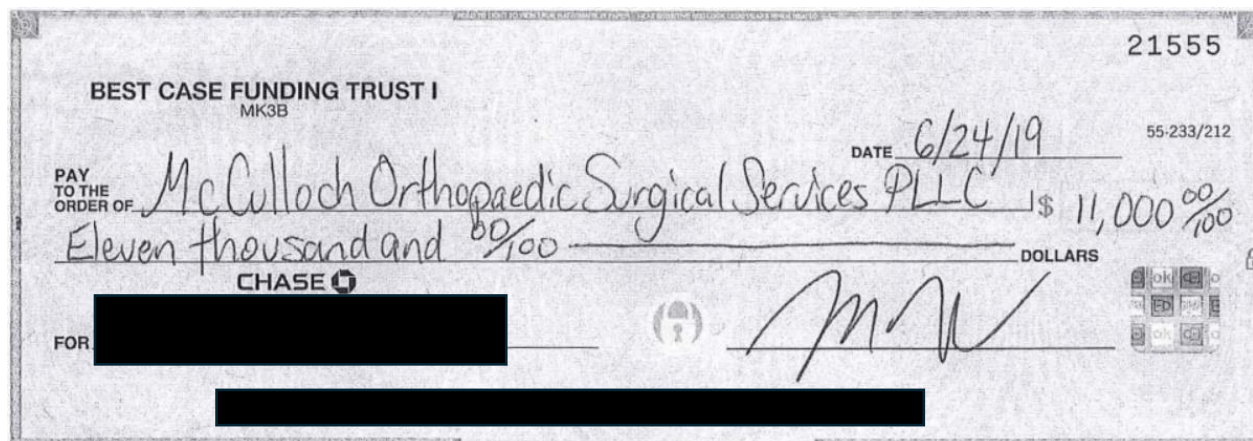 21555
BEST CASE FUNDING TRUST I
MK3B
DATE 6/24/19
55-233/212
PAY
TO THE
ORDER OF McCulloch Orthopaedic Surgical Services PLLC $ 11,000 00/100
Eleven thousand and 00/100 DOLLARS
CHASE
FOR